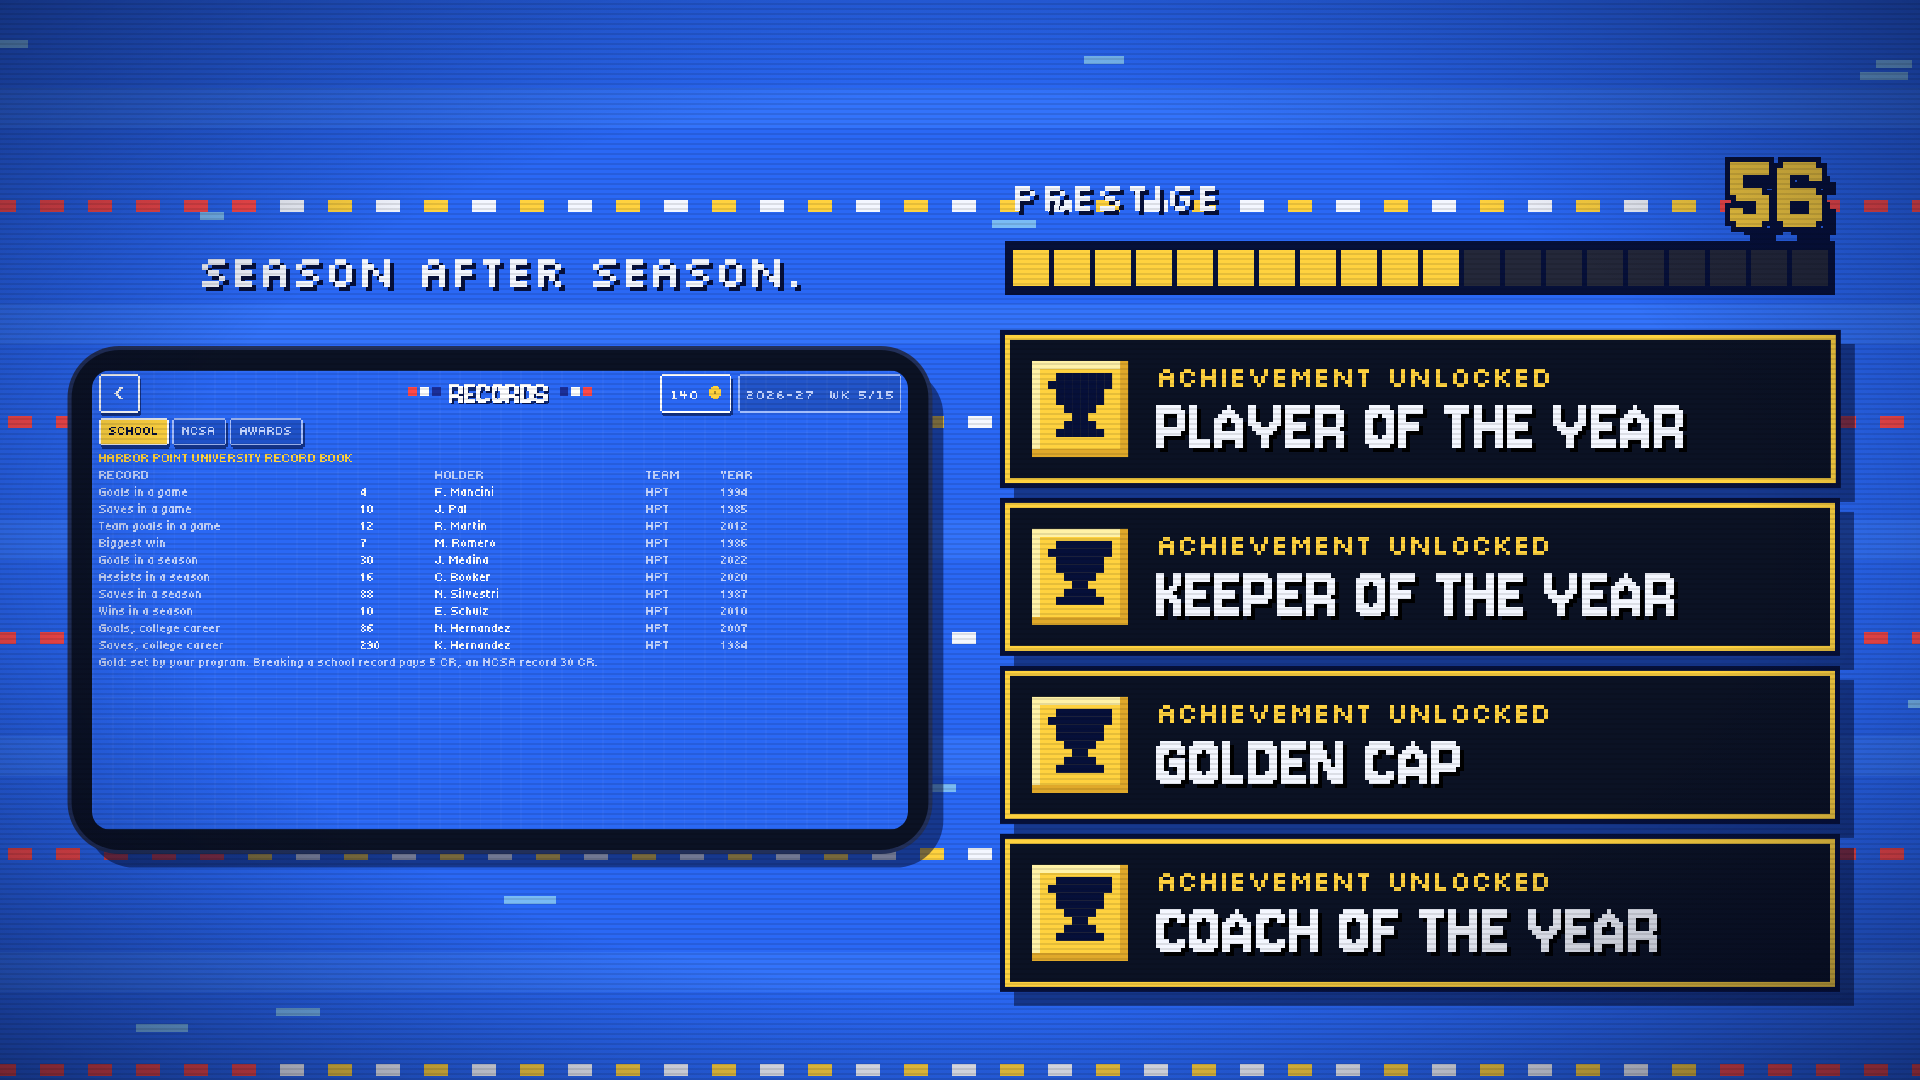 SEASON AFTER SEASON.
RECORDS
140
2026-27 WK 5/15
SCHOOL NCSA AWARDS
HARBOR POINT UNIVERSITY RECORD BOOK
RECORD HOLDER TEAM YEAR
Goals in a game 4 F. Mancini HPT 1994
Saves in a game 10 J. Pal HPT 1985
Team goals in a game 12 R. Martin HPT 2012
Biggest win 7 M. Romero HPT 1986
Goals in a season 30 J. Medina HPT 2022
Assists in a season 16 C. Booker HPT 2020
Saves in a season 88 N. Silvestri HPT 1987
Wins in a season 10 E. Schulz HPT 2010
Goals, college career 86 N. Hernandez HPT 2007
Saves, college career 230 K. Hernandez HPT 1984
Gold: set by your program. Breaking a school record pays 5 CR, an NCSA record 30 CR.
PRESTIGE 56
ACHIEVEMENT UNLOCKED
PLAYER OF THE YEAR
ACHIEVEMENT UNLOCKED
KEEPER OF THE YEAR
ACHIEVEMENT UNLOCKED
GOLDEN CAP
ACHIEVEMENT UNLOCKED
COACH OF THE YEAR